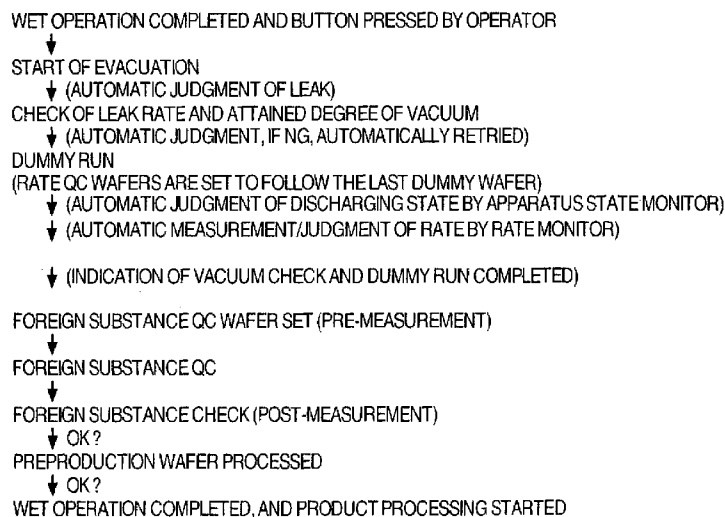 WET OPERATION COMPLETED AND BUTTON PRESSED BY OPERATOR
START OF EVACUATION
(AUTOMATIC JUDGMENT OF LEAK)
CHECK OF LEAK RATE AND ATTAINED DEGREE OF VACUUM
(AUTOMATIC JUDGMENT, IF NG, AUTOMATICALLY RETRIED)
DUMMY RUN
(RATE QC WAFERS ARE SET TO FOLLOW THE LAST DUMMY WAFER)
(AUTOMATIC JUDGMENT OF DISCHARGING STATE BY APPARATUS STATE MONITOR)
(AUTOMATIC MEASUREMENT/JUDGMENT OF RATE BY RATE MONITOR)
(INDICATION OF VACUUM CHECK AND DUMMY RUN COMPLETED)
FOREIGN SUBSTANCE QC WAFER SET (PRE-MEASUREMENT)
FOREIGN SUBSTANCE QC
FOREIGN SUBSTANCE CHECK (POST-MEASUREMENT)
OK?
PREPRODUCTION WAFER PROCESSED
OK?
WET OPERATION COMPLETED, AND PRODUCT PROCESSING STARTED